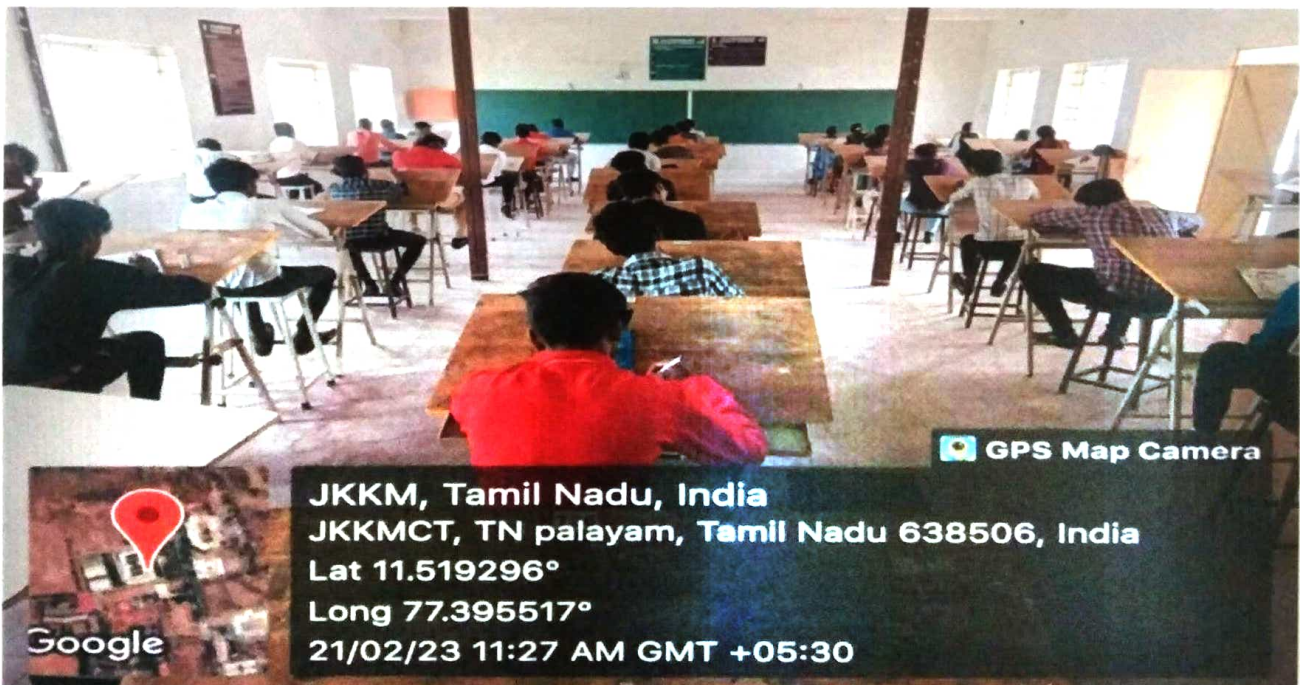 GPS Map Camera
JKKM, Tamil Nadu, India
JKKMCT, TN palayam, Tamil Nadu 638506, India
Lat 11.519296°
Long 77.395517°
21/02/23 11:27 AM GMT +05:30
Google